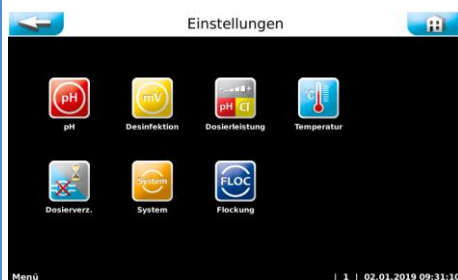 Einstellungen
pH
mV
pH Cl
°C
pH
Desinfektion
Dosierleistung
Temperatur
System
FLOC
Dosierverz.
System
Flockung
Menü
| 1 | 02.01.2019 09:31:10